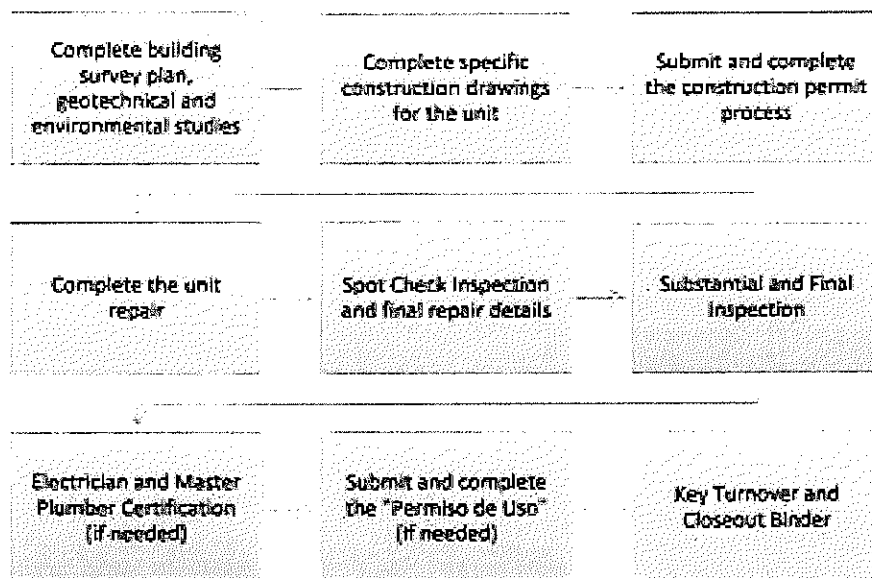 Complete building
survey plan,
geotechnical and
environmental studies
Complete specific
construction drawings
for the unit
Submit and complete
the construction permit
process
Complete the unit
repair
Spot Check Inspection
and final repair details
Substantial and Final
Inspection
Electrician and Master
Plumber Certification
(if needed)
Submit and complete
the "Permiso de Uso"
(if needed)
Key Turnover and
Closeout Binder